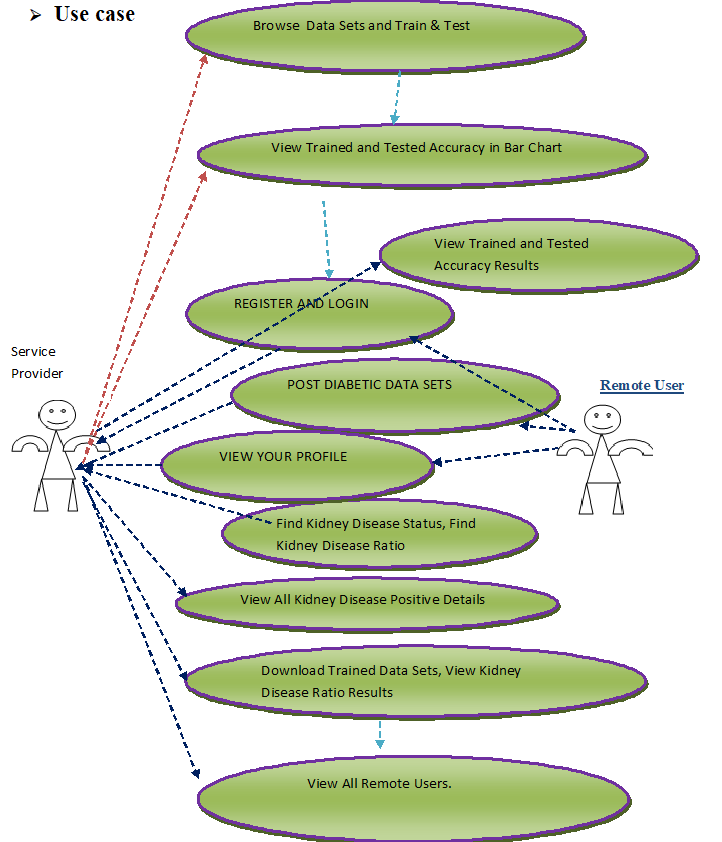 ➢ Use case
Browse Data Sets and Train & Test
View Trained and Tested Accuracy in Bar Chart
View Trained and Tested
Accuracy Results
REGISTER AND LOGIN
Service
Provider
POST DIABETIC DATA SETS
Remote User
VIEW YOUR PROFILE
Find Kidney Disease Status, Find
Kidney Disease Ratio
View All Kidney Disease Positive Details
Download Trained Data Sets, View Kidney
Disease Ratio Results
View All Remote Users.